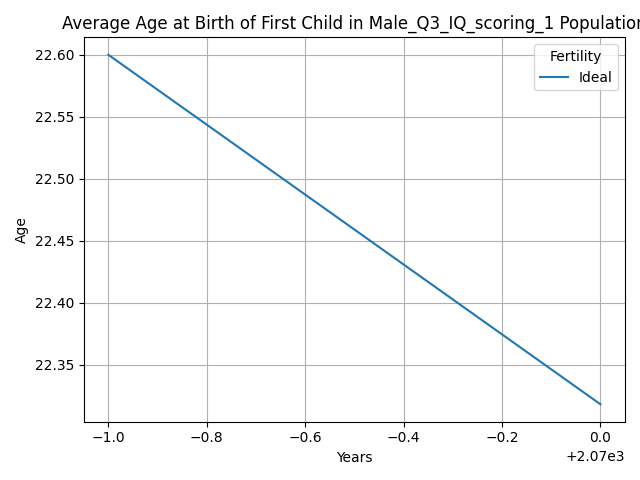 Average Age at Birth of First Child in Male_Q3_IQ_scoring_1 Population
Fertility
Ideal
22.60
22.55
22.50
22.45
22.40
22.35
Age
−1.0 −0.8 −0.6 −0.4 −0.2 0.0
+2.07e3
Years